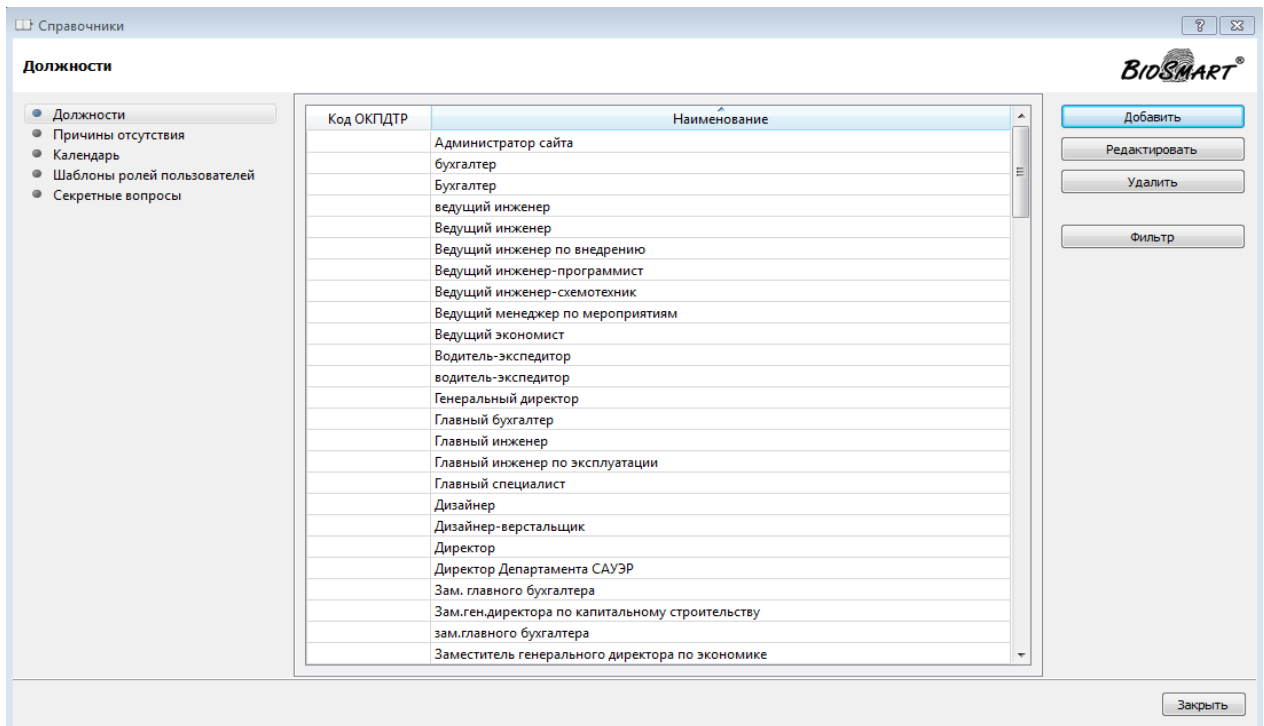 Справочники
Должности
BIOSMART®
Должности
Причины отсутствия
Календарь
Шаблоны ролей пользователей
Секретные вопросы
Код ОКПДТР Наименование
Администратор сайта
бухгалтер
Бухгалтер
ведущий инженер
Ведущий инженер
Ведущий инженер по внедрению
Ведущий инженер-программист
Ведущий инженер-схемотехник
Ведущий менеджер по мероприятиям
Ведущий экономист
Водитель-экспедитор
водитель-экспедитор
Генеральный директор
Главный бухгалтер
Главный инженер
Главный инженер по эксплуатации
Главный специалист
Дизайнер
Дизайнер-верстальщик
Директор
Директор Департамента САУЭР
Зам. главного бухгалтера
Зам.ген.директора по капитальному строительству
зам.главного бухгалтера
Заместитель генерального директора по экономике
Добавить
Редактировать
Удалить
Фильтр
Закрыть